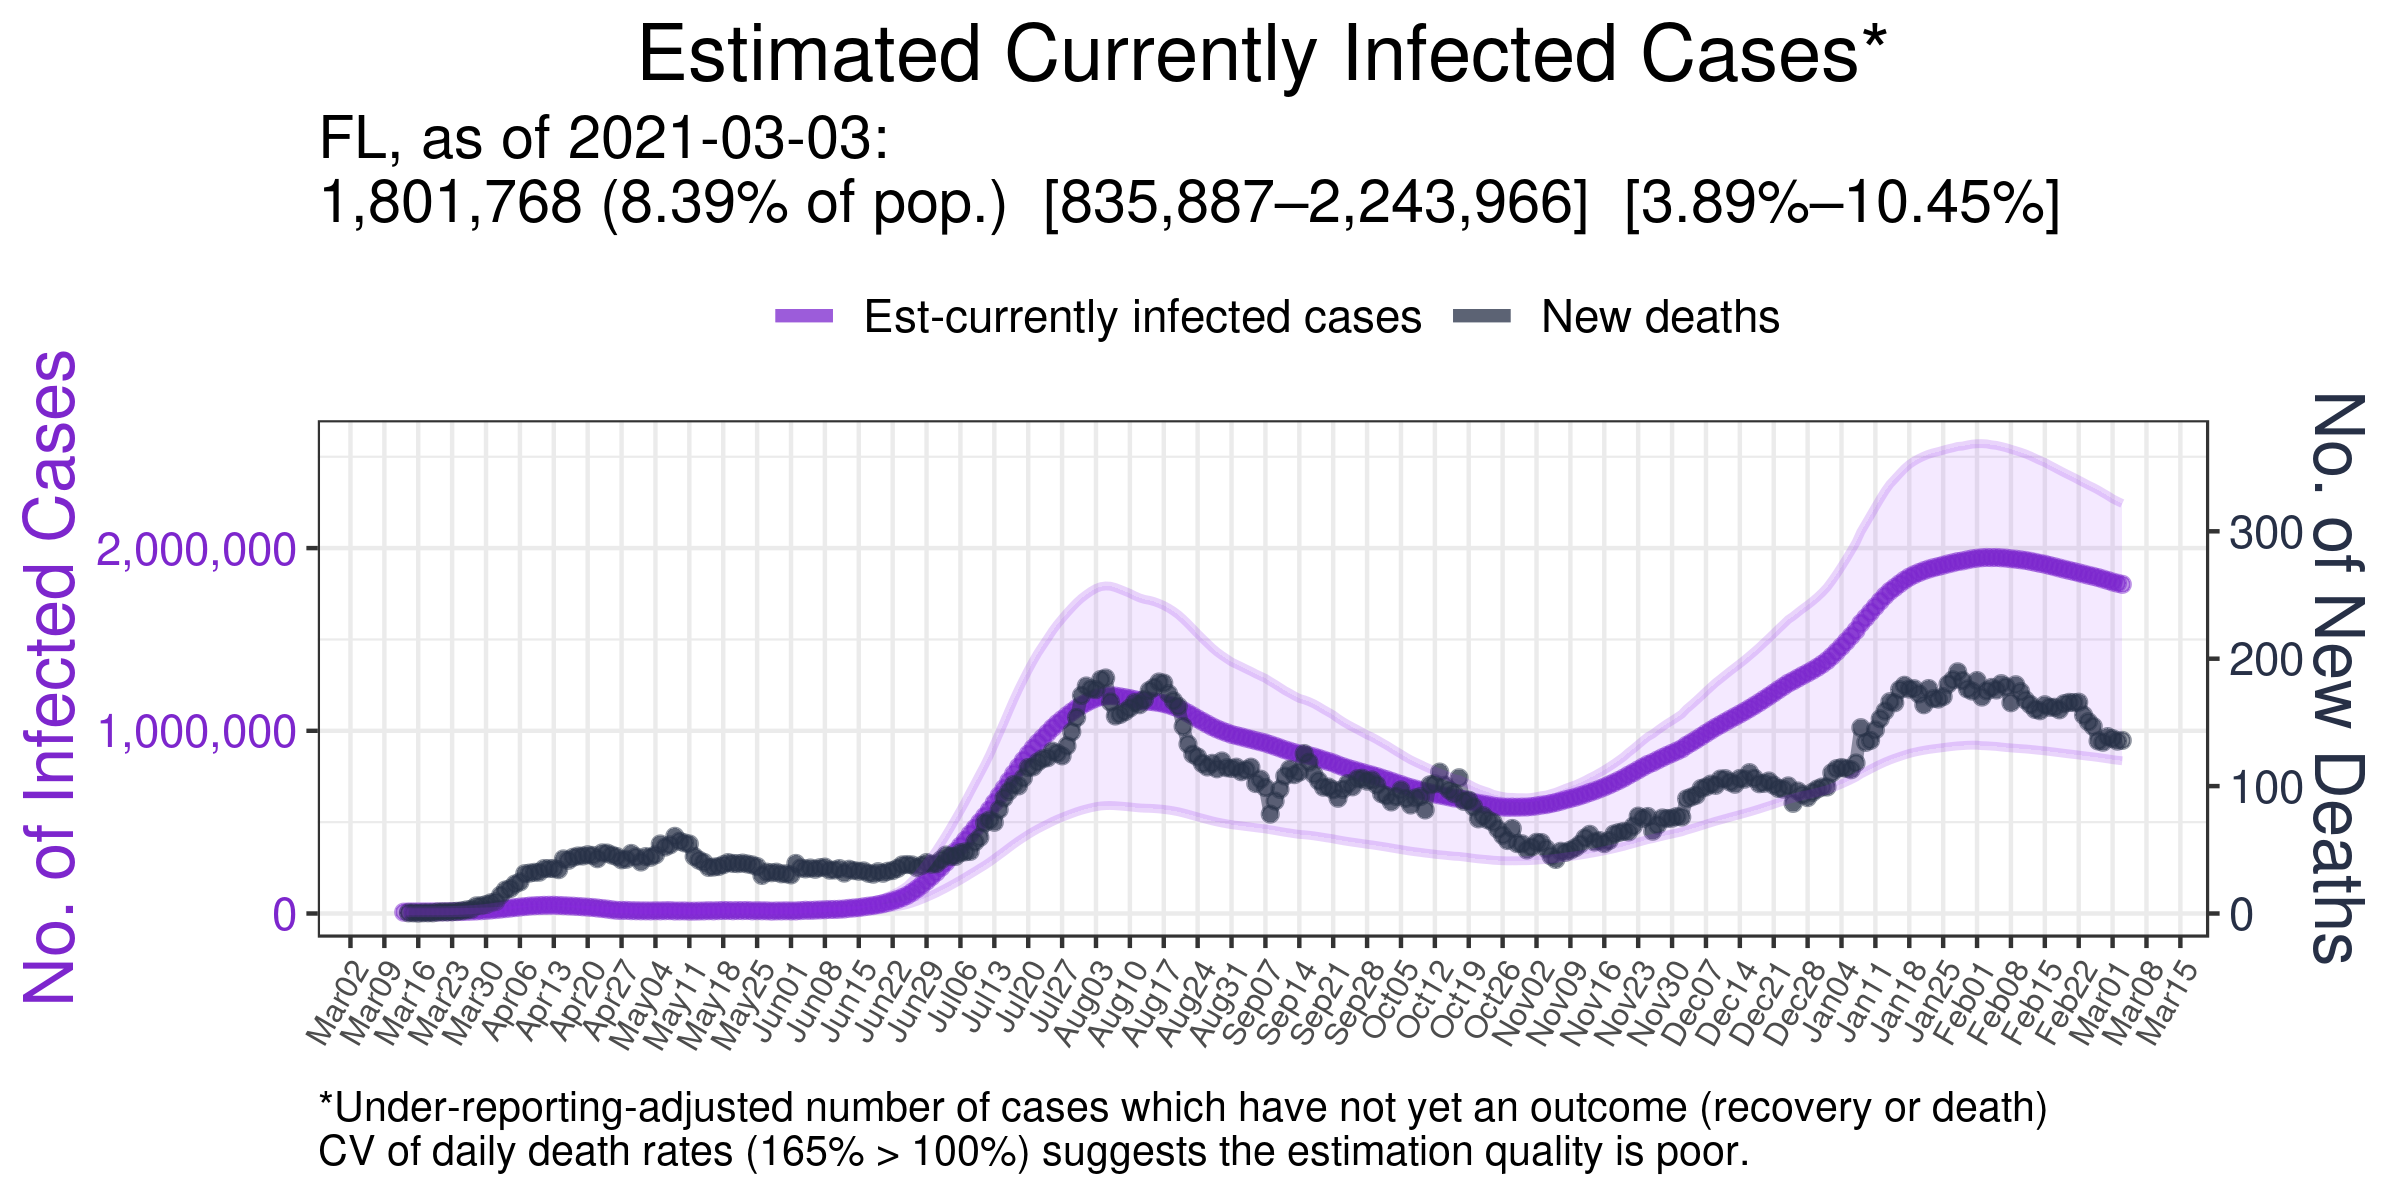 Estimated Currently Infected Cases*
FL, as of 2021-03-03:
1,801,768 (8.39% of pop.) [835,887–2,243,966] [3.89%–10.45%]
Est-currently infected cases
New deaths
No. of Infected Cases
2,000,000
1,000,000
0
No. of New Deaths
300
200
100
0
Mar02
Mar09
Mar16
Mar23
Mar30
Apr06
Apr13
Apr20
Apr27
May04
May11
May18
May25
Jun01
Jun08
Jun15
Jun22
Jun29
Jul06
Jul13
Jul20
Jul27
Aug03
Aug10
Aug17
Aug24
Aug31
Sep07
Sep14
Sep21
Sep28
Oct05
Oct12
Oct19
Oct26
Nov02
Nov09
Nov16
Nov23
Nov30
Dec07
Dec14
Dec21
Dec28
Jan04
Jan11
Jan18
Jan25
Feb01
Feb08
Feb15
Feb22
Mar01
Mar08
Mar15
*Under-reporting-adjusted number of cases which have not yet an outcome (recovery or death)
CV of daily death rates (165% > 100%) suggests the estimation quality is poor.